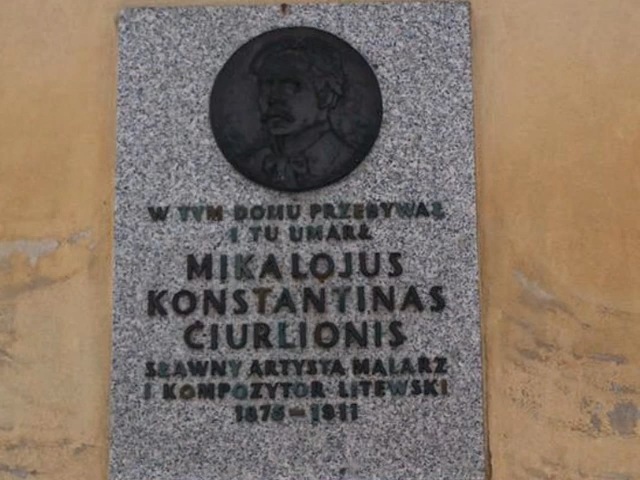 W TYM DOMU PRZEBYWAŁ
I TU UMARŁ
MIKALOJUS
KONSTANTINAS
ČIURLIONIS
SŁAWNY ARTYSTA MALARZ
I KOMPOZYTOR LITEWSKI
1875-1911